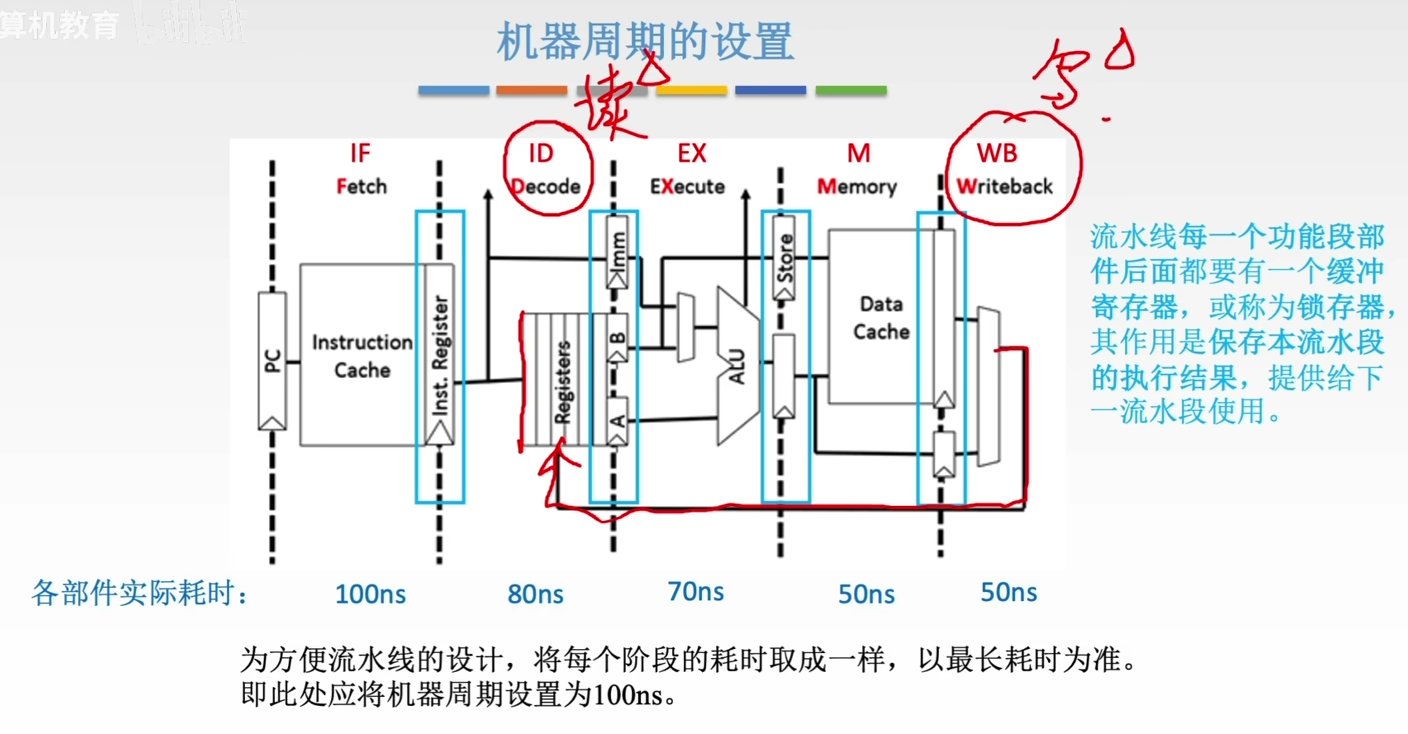 算机教育 bilibili
机器周期的设置
读
写
IF
ID
EX
M
WB
Fetch
Decode
EXecute
Memory
Writeback
PC
Instruction
Cache
Inst. Register
Registers
Imm
B
A
ALU
Store
Data
Cache
流水线每一个功能段部
件后面都要有一个缓冲
寄存器，或称为锁存器，
其作用是保存本流水段
的执行结果，提供给下
一流水段使用。
各部件实际耗时：
100ns
80ns
70ns
50ns
50ns
为方便流水线的设计，将每个阶段的耗时取成一样，以最长耗时为准。
即此处应将机器周期设置为100ns。